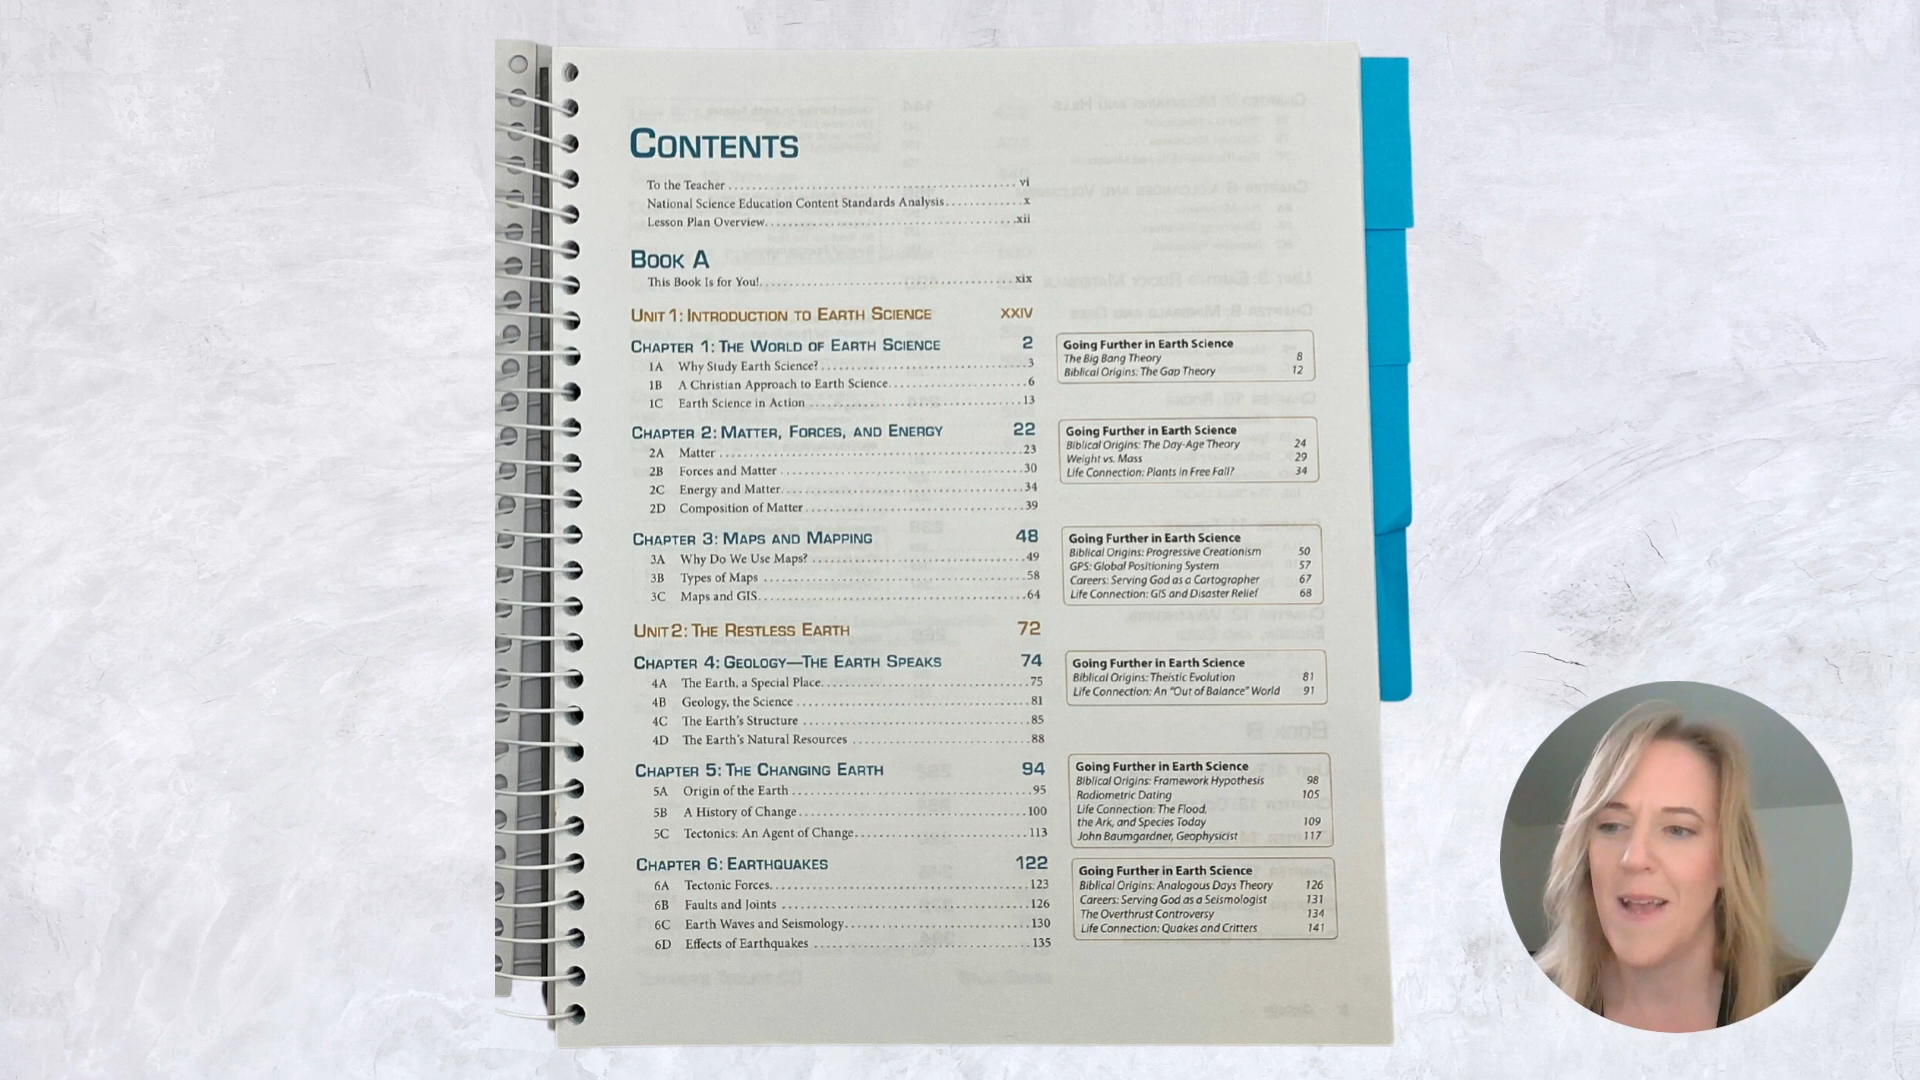 CONTENTS
To the Teacher vi
National Science Education Content Standards Analysis x
Lesson Plan Overview xii
BOOK A
This Book Is for You! xix
UNIT 1: INTRODUCTION TO EARTH SCIENCE XXIV
CHAPTER 1: THE WORLD OF EARTH SCIENCE 2
1A Why Study Earth Science? 3
1B A Christian Approach to Earth Science 6
1C Earth Science in Action 13
Going Further in Earth Science
The Big Bang Theory 8
Biblical Origins: The Gap Theory 12
CHAPTER 2: MATTER, FORCES, AND ENERGY 22
2A Matter 23
2B Forces and Matter 30
2C Energy and Matter 34
2D Composition of Matter 39
Going Further in Earth Science
Biblical Origins: The Day-Age Theory 24
Weight vs. Mass 29
Life Connection: Plants in Free Fall? 34
CHAPTER 3: MAPS AND MAPPING 48
3A Why Do We Use Maps? 49
3B Types of Maps 58
3C Maps and GIS 64
Going Further in Earth Science
Biblical Origins: Progressive Creationism 50
GPS: Global Positioning System 57
Careers: Serving God as a Cartographer 67
Life Connection: GIS and Disaster Relief 68
UNIT 2: THE RESTLESS EARTH 72
CHAPTER 4: GEOLOGY—THE EARTH SPEAKS 74
4A The Earth, a Special Place 75
4B Geology, the Science 81
4C The Earth's Structure 85
4D The Earth's Natural Resources 88
Going Further in Earth Science
Biblical Origins: Theistic Evolution 81
Life Connection: An "Out of Balance" World 91
CHAPTER 5: THE CHANGING EARTH 94
5A Origin of the Earth 95
5B A History of Change 100
5C Tectonics: An Agent of Change 113
Going Further in Earth Science
Biblical Origins: Framework Hypothesis 98
Radiometric Dating 105
Life Connection: The Flood,
the Ark, and Species Today 109
John Baumgardner, Geophysicist 117
CHAPTER 6: EARTHQUAKES 122
6A Tectonic Forces 123
6B Faults and Joints 126
6C Earth Waves and Seismology 130
6D Effects of Earthquakes 135
Going Further in Earth Science
Biblical Origins: Analogous Days Theory 126
Careers: Serving God as a Seismologist 131
The Overthrust Controversy 134
Life Connection: Quakes and Critters 141